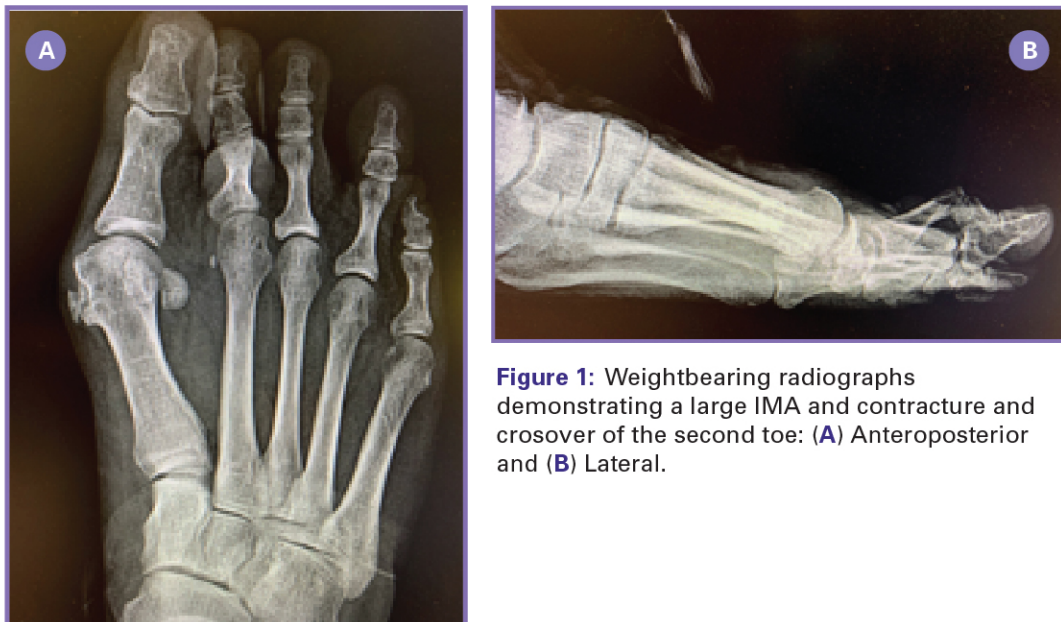 A
B
Figure 1: Weightbearing radiographs
demonstrating a large IMA and contracture and
crosover of the second toe: (A) Anteroposterior
and (B) Lateral.